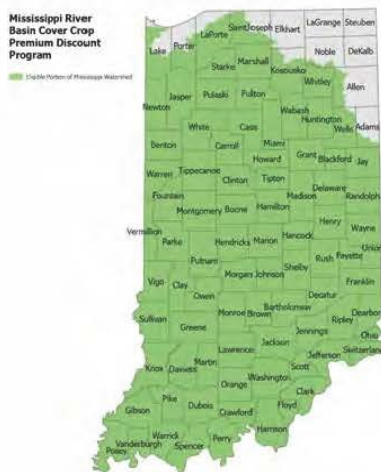 Mississippi River
Basin Cover Crop
Premium Discount
Program
Eligible Portion of Mississippi Watershed
LaGrange Steuben
SaintJoseph Elkhart
LaPorte
Lake Porter
Noble DeKalb
Marshall
Starke Kosciusko
Whitley
Allen
Jasper Pulaski Fulton
Newton
Wabash
Huntington
Wells Adams
White Cass
Miami
Benton Carroll
Grant Blackford Jay
Howard
Warren Tippecanoe
Clinton Tipton
Delaware
Fountain Madison Randolph
Montgomery Boone Hamilton
Henry
Vermillion Wayne
Hancock
Parke Hendricks Marion
Union
Rush Fayette
Putnam Shelby
Morgan Johnson
Vigo Franklin
Clay
Owen Decatur
Bartholomew Dearborn
Monroe Brown Ripley
Sullivan
Greene Jennings Ohio
Jackson Switzerland
Lawrence Jefferson
Martin Scott
Knox Daviess Washington
Orange
Clark
Pike
Gibson Dubois Floyd
Crawford
Harrison
Warrick Perry
Vanderburgh Spencer
Posey